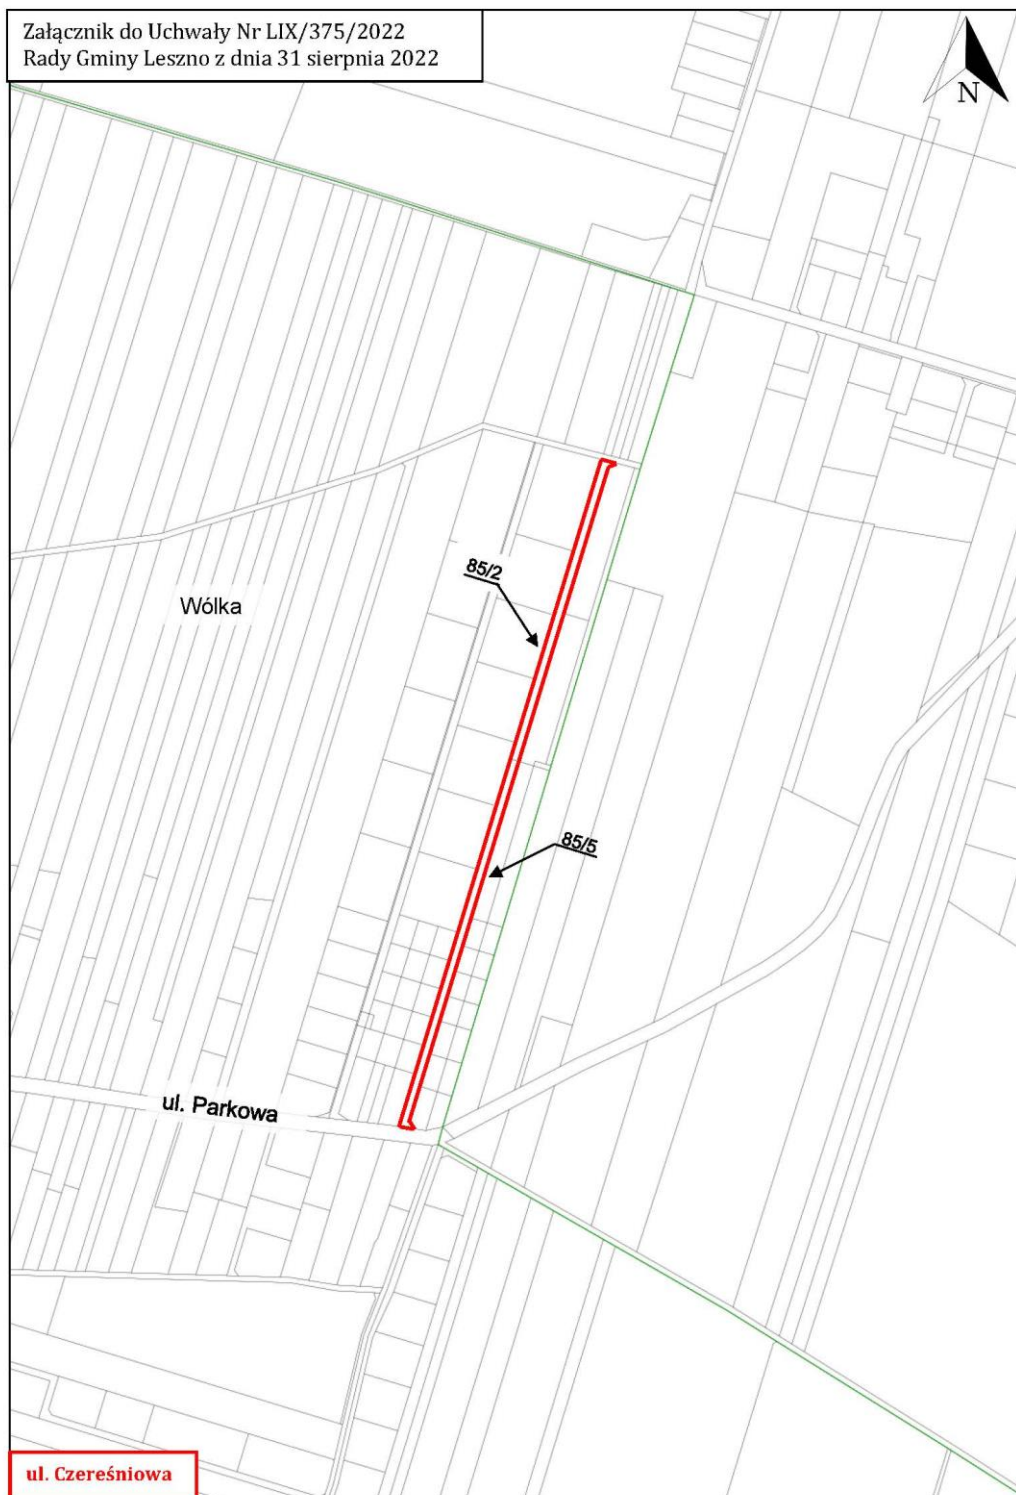 Załącznik do Uchwały Nr LIX/375/2022
Rady Gminy Leszno z dnia 31 sierpnia 2022
N
85/2
Wólka
85/5
ul. Parkowa
ul. Czereśniowa